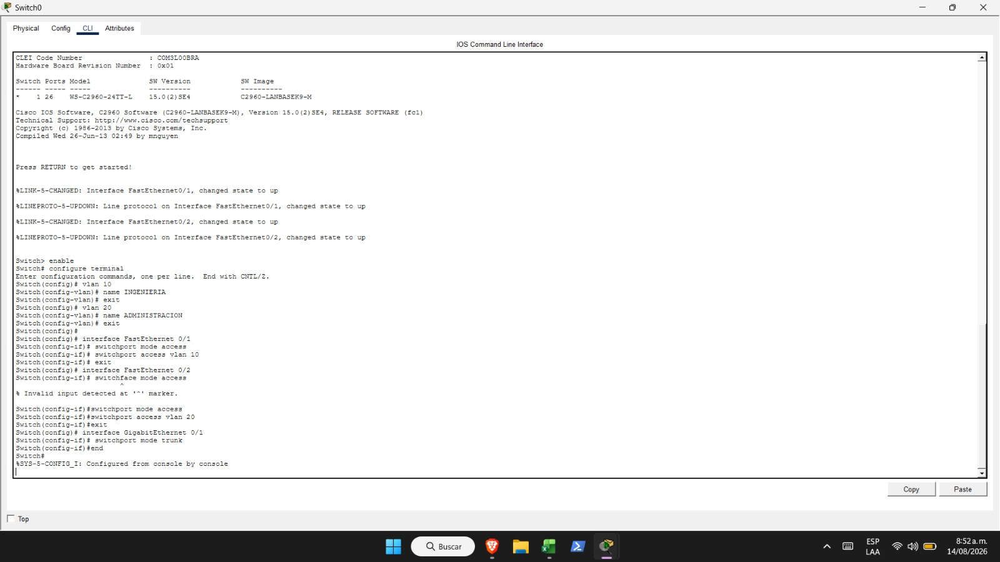 Switch0
Physical Config CLI Attributes
IOS Command Line Interface
CLEI Code Number : COM3L00BRA
Hardware Board Revision Number : 0x01
Switch Ports Model SW Version SW Image
------ ----- ----- ---------- ----------
* 1 26 WS-C2960-24TT-L 15.0(2)SE4 C2960-LANBASEK9-M
Cisco IOS Software, C2960 Software (C2960-LANBASEK9-M), Version 15.0(2)SE4, RELEASE SOFTWARE (fc1)
Technical Support: http://www.cisco.com/techsupport
Copyright (c) 1986-2013 by Cisco Systems, Inc.
Compiled Wed 26-Jun-13 02:49 by mnguyen
Press RETURN to get started!
%LINK-5-CHANGED: Interface FastEthernet0/1, changed state to up
%LINEPROTO-5-UPDOWN: Line protocol on Interface FastEthernet0/1, changed state to up
%LINK-5-CHANGED: Interface FastEthernet0/2, changed state to up
%LINEPROTO-5-UPDOWN: Line protocol on Interface FastEthernet0/2, changed state to up
Switch> enable
Switch# configure terminal
Enter configuration commands, one per line. End with CNTL/Z.
Switch(config)# vlan 10
Switch(config-vlan)# name INGENIERIA
Switch(config-vlan)# exit
Switch(config)# vlan 20
Switch(config-vlan)# name ADMINISTRACION
Switch(config-vlan)# exit
Switch(config)#
Switch(config)# interface FastEthernet 0/1
Switch(config-if)# switchport mode access
Switch(config-if)# switchport access vlan 10
Switch(config-if)# exit
Switch(config)# interface FastEthernet 0/2
Switch(config-if)# switchface mode access
^
% Invalid input detected at '^' marker.
Switch(config-if)#switchport mode access
Switch(config-if)#switchport access vlan 20
Switch(config-if)#exit
Switch(config)# interface GigabitEthernet 0/1
Switch(config-if)# switchport mode trunk
Switch(config-if)#end
Switch#
%SYS-5-CONFIG_I: Configured from console by console
Copy Paste
Top
Buscar
ESP
LAA
8:52 a. m.
14/08/2026